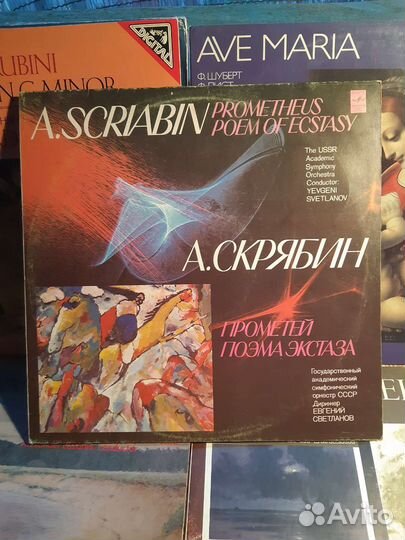 DIGITAL
UBINI
N G MINOR
AVE MARIA
Ф. ШУБЕРТ
A. SCRIABIN
PROMETHEUS
POEM OF ECSTASY
The USSR
Academic
Symphony
Orchestra
Conductor:
YEVGENI
SVETLANOV
А. СКРЯБИН
ПРОМЕТЕЙ
ПОЭМА ЭКСТАЗА
Государственный
академический
симфонический
оркестр СССР
Дирижер
ЕВГЕНИЙ
СВЕТЛАНОВ
Avito